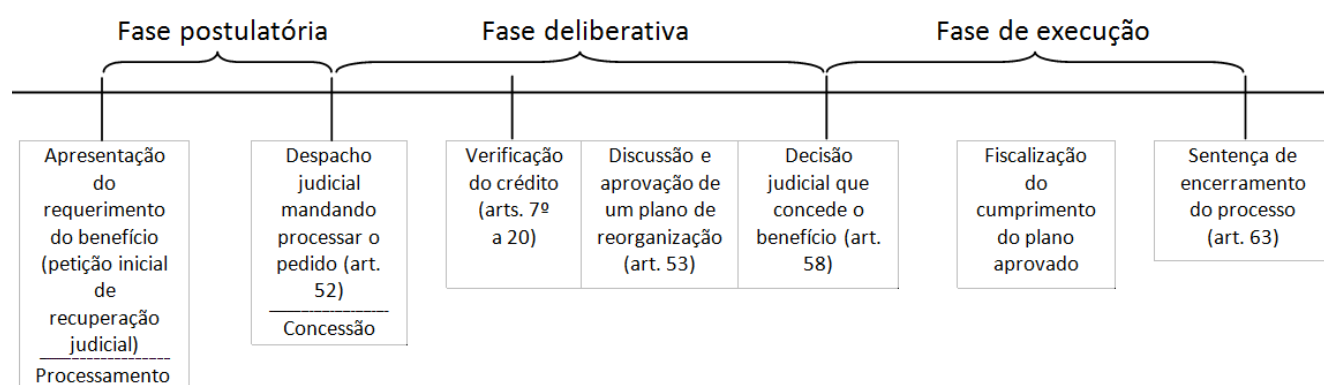 Fase postulatória
Fase deliberativa
Fase de execução
Apresentação
do
requerimento
do benefício
(petição inicial
de
recuperação
judicial)
Processamento
Despacho
judicial
mandando
processar o
pedido (art.
52)
Concessão
Verificação
do crédito
(arts. 7º
a 20)
Discussão e
aprovação de
um plano de
reorganização
(art. 53)
Decisão
judicial que
concede o
benefício (art.
58)
Fiscalização
do
cumprimento
do plano
aprovado
Sentença de
encerramento
do processo
(art. 63)